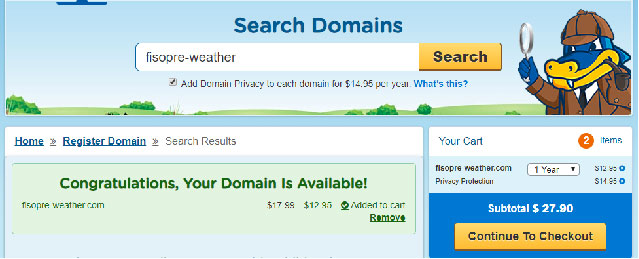 Search Domains
fisopre-weather
Search
Add Domain Privacy to each domain for $14.95 per year. What's this?
Home » Register Domain » Search Results
Congratulations, Your Domain Is Available!
fisopre-weather.com $17.99 $12.95 Added to cart
Remove
Your Cart 2 Items
fisopre-weather.com 1 Year $12.95
Privacy Protection $14.95
Subtotal $ 27.90
Continue To Checkout